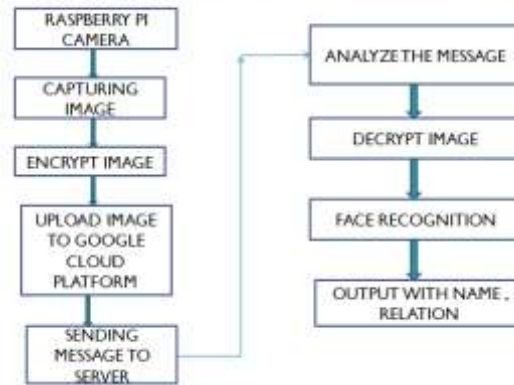 RASPBERRY PI
CAMERA
CAPTURING
IMAGE
ENCRYPT IMAGE
UPLOAD IMAGE
TO GOOGLE
CLOUD
PLATFORM
SENDING
MESSAGE TO
SERVER
ANALYZE THE MESSAGE
DECRYPT IMAGE
FACE RECOGNITION
OUTPUT WITH NAME ,
RELATION